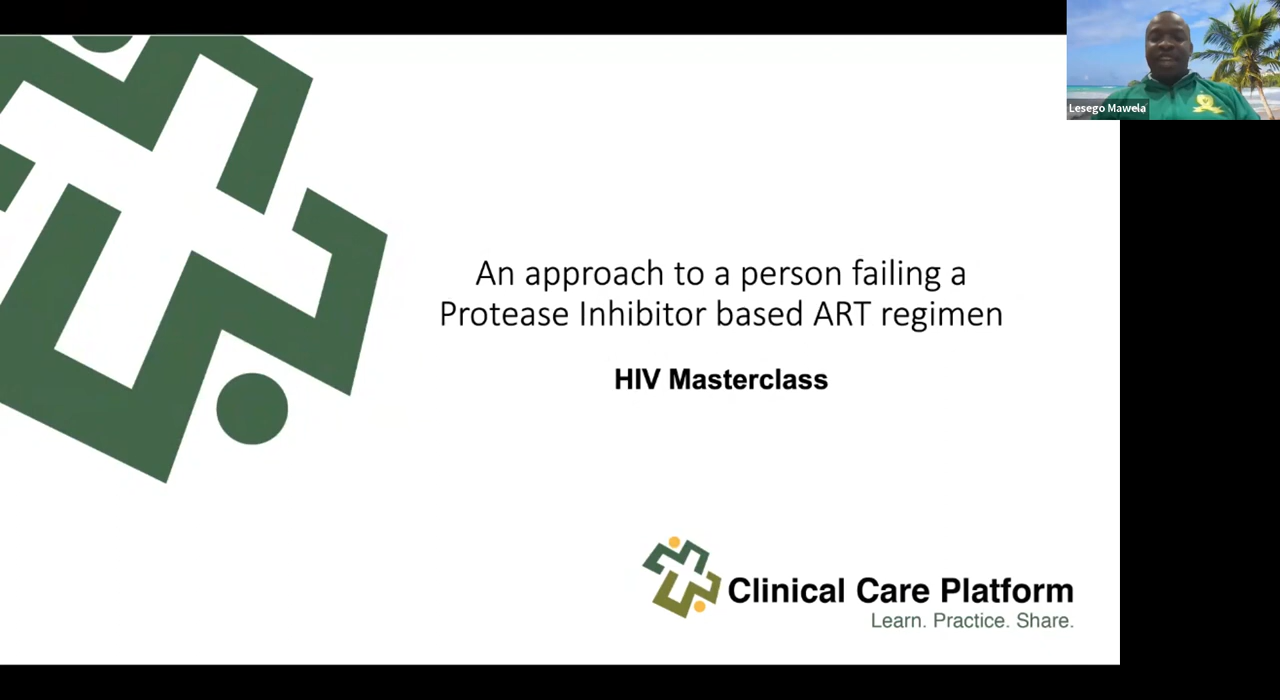 Lesego Mawela
An approach to a person failing a
Protease Inhibitor based ART regimen
HIV Masterclass
Clinical Care Platform
Learn. Practice. Share.